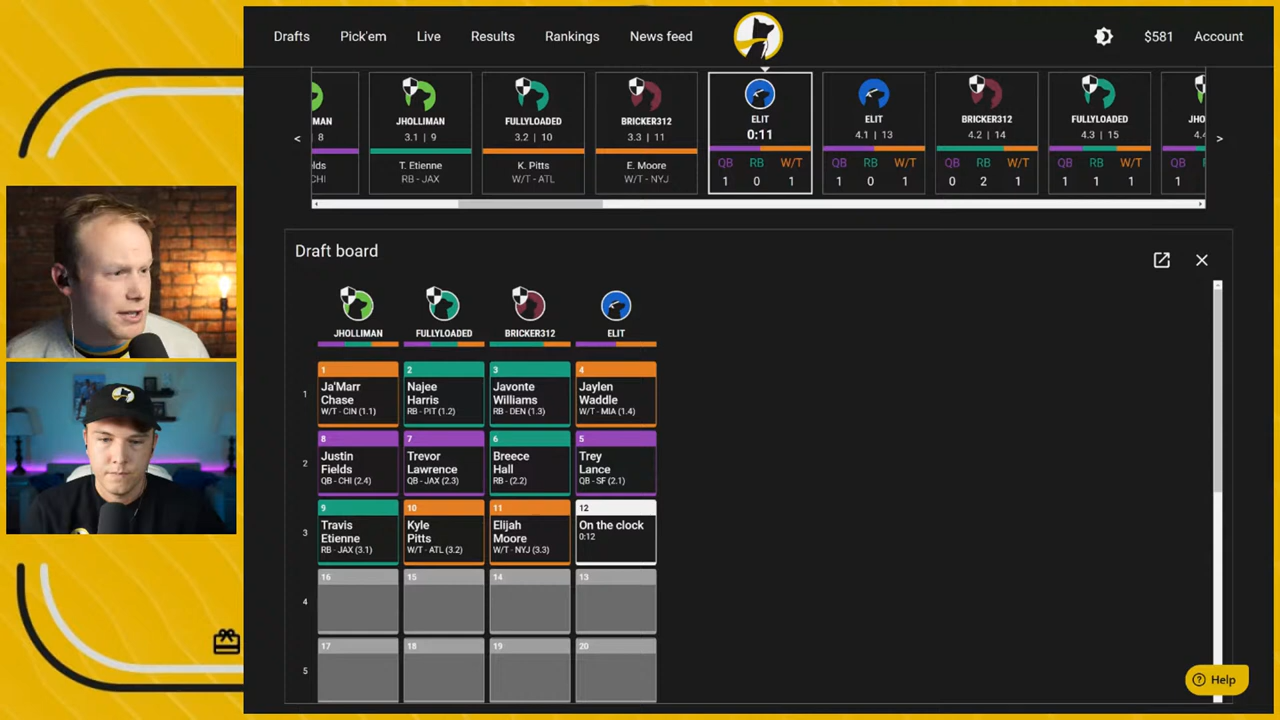 Drafts Pick'em Live Results Rankings News feed $581 Account
<
MAN
8
elds
CHI
JHOLLIMAN
3.1 | 9
T. Etienne
RB - JAX
FULLYLOADED
3.2 | 10
K. Pitts
W/T - ATL
BRICKER312
3.3 | 11
E. Moore
W/T - NYJ
ELIT
0:11
QB RB W/T
1 0 1
ELIT
4.1 | 13
QB RB W/T
1 0 1
BRICKER312
4.2 | 14
QB RB W/T
0 2 1
FULLYLOADED
4.3 | 15
QB RB W/T
1 1 1
JHO
4.4
QB
1
>
Draft board
JHOLLIMAN FULLYLOADED BRICKER312 ELIT
1
1
Ja'Marr
Chase
W/T - CIN (1.1)
2
Najee
Harris
RB - PIT (1.2)
3
Javonte
Williams
RB - DEN (1.3)
4
Jaylen
Waddle
W/T - MIA (1.4)
2
8
Justin
Fields
QB - CHI (2.4)
7
Trevor
Lawrence
QB - JAX (2.3)
6
Breece
Hall
RB - (2.2)
5
Trey
Lance
QB - SF (2.1)
3
9
Travis
Etienne
RB - JAX (3.1)
10
Kyle
Pitts
W/T - ATL (3.2)
11
Elijah
Moore
W/T - NYJ (3.3)
12
On the clock
0:12
4
16 15 14 13
5
17 18 19 20
? Help